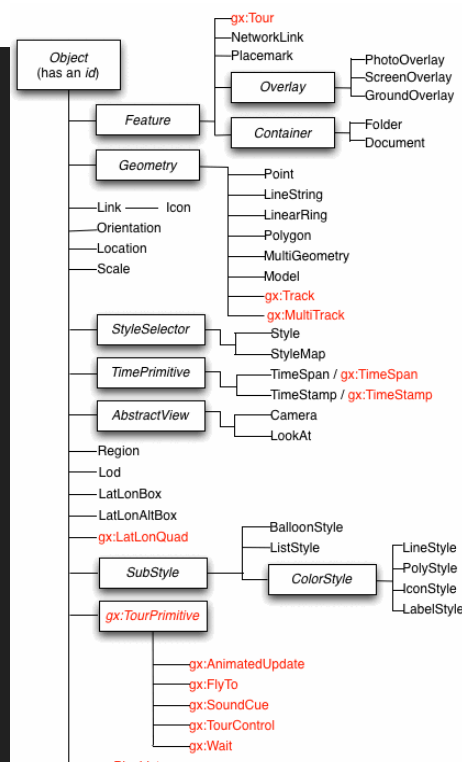 Object
(has an id)
gx:Tour
NetworkLink
Placemark
Overlay
PhotoOverlay
ScreenOverlay
GroundOverlay
Feature
Container
Folder
Document
Geometry
Point
LineString
LinearRing
Polygon
MultiGeometry
Model
gx:Track
gx:MultiTrack
Link
Icon
Orientation
Location
Scale
StyleSelector
Style
StyleMap
TimePrimitive
TimeSpan / gx:TimeSpan
TimeStamp / gx:TimeStamp
AbstractView
Camera
LookAt
Region
Lod
LatLonBox
LatLonAltBox
gx:LatLonQuad
SubStyle
BalloonStyle
ListStyle
ColorStyle
LineStyle
PolyStyle
IconStyle
LabelStyle
gx:TourPrimitive
gx:AnimatedUpdate
gx:FlyTo
gx:SoundCue
gx:TourControl
gx:Wait